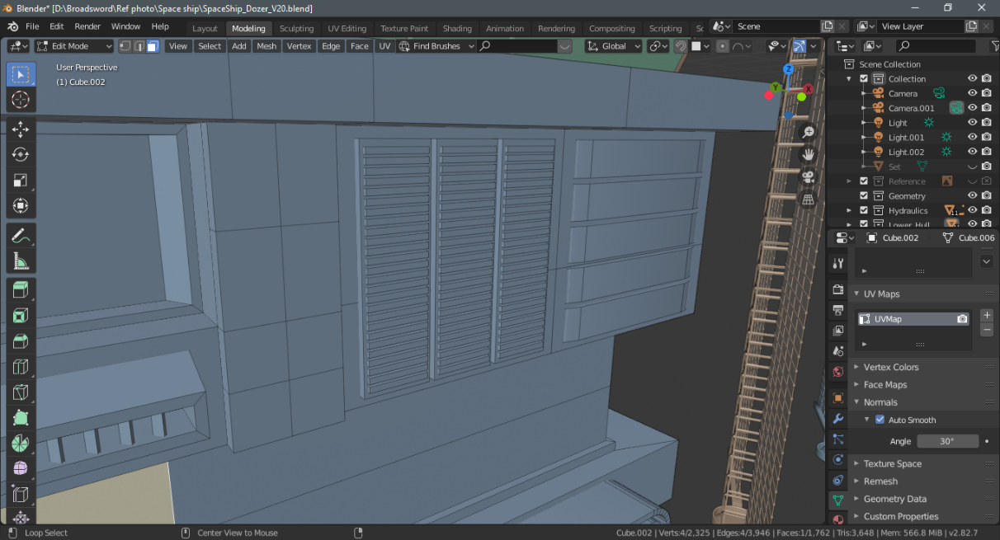 Blender* [D:\Broadsword\Ref photo\Space ship\SpaceShip_Dozer_V20.blend]
File Edit Render Window Help Layout Modeling Sculpting UV Editing Texture Paint Shading Animation Rendering Compositing Scripting Sc Scene View Layer
Edit Mode View Select Add Mesh Vertex Edge Face UV Find Brushes Global
User Perspective
(1) Cube.002
Z
Y
X
Scene Collection
Collection
Camera
Camera.001
Light
Light.001
Light.002
Set
Reference
Geometry
Hydraulics 11
Lower_Hull
Cube.002 Cube.006
UV Maps
UVMap
Vertex Colors
Face Maps
Normals
Auto Smooth
Angle 30°
Texture Space
Remesh
Geometry Data
Custom Properties
Loop Select Center View to Mouse Cube.002 | Verts:4/2,325 | Edges:4/3,946 | Faces:1/1,762 | Tris:3,648 | Mem: 566.8 MiB | v2.82.7